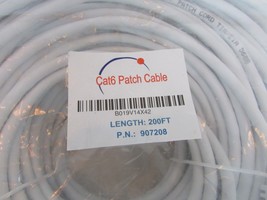 Cat6 Patch Cable
B019V14X42
LENGTH: 200FT
P.N.: 907208